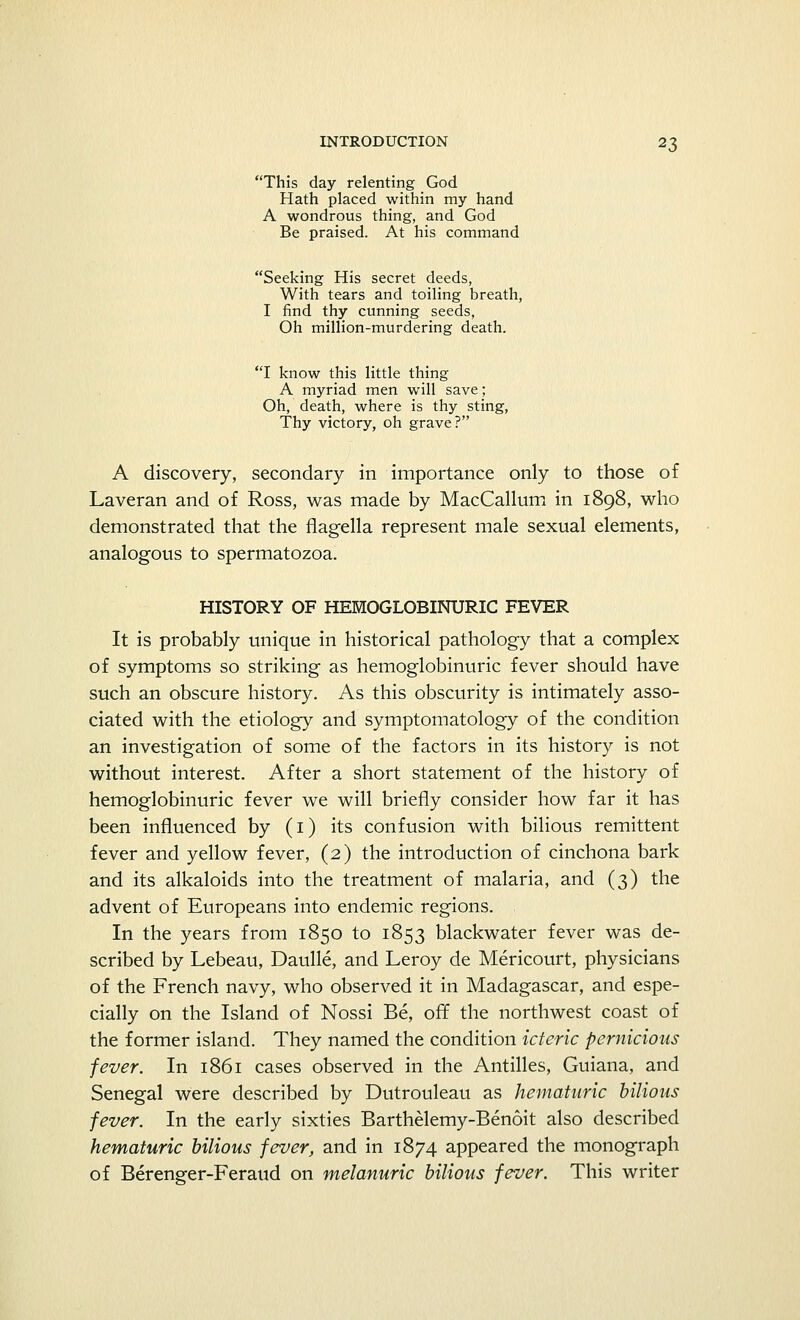 INTRODUCTION 23
“This day relenting God
Hath placed within my hand
A wondrous thing, and God
Be praised. At his command
“Seeking His secret deeds,
With tears and toiling breath,
I find thy cunning seeds,
Oh million-murdering death.
“I know this little thing
A myriad men will save;
Oh, death, where is thy sting,
Thy victory, oh grave?”
A discovery, secondary in importance only to those of
Laveran and of Ross, was made by MacCallum in 1898, who
demonstrated that the flagella represent male sexual elements,
analogous to spermatozoa.
HISTORY OF HEMOGLOBINURIC FEVER
It is probably unique in historical pathology that a complex
of symptoms so striking as hemoglobinuric fever should have
such an obscure history. As this obscurity is intimately asso-
ciated with the etiology and symptomatology of the condition
an investigation of some of the factors in its history is not
without interest. After a short statement of the history of
hemoglobinuric fever we will briefly consider how far it has
been influenced by (1) its confusion with bilious remittent
fever and yellow fever, (2) the introduction of cinchona bark
and its alkaloids into the treatment of malaria, and (3) the
advent of Europeans into endemic regions.
In the years from 1850 to 1853 blackwater fever was de-
scribed by Lebeau, Daullé, and Leroy de Méricourt, physicians
of the French navy, who observed it in Madagascar, and espe-
cially on the Island of Nossi Bé, off the northwest coast of
the former island. They named the condition icteric pernicious
fever. In 1861 cases observed in the Antilles, Guiana, and
Senegal were described by Dutrouleau as hematuric bilious
fever. In the early sixties Barthèlemy-Bénôit also described
hematuric bilious fever, and in 1874 appeared the monograph
of Bérenger-Feraud on melanuric bilious fever. This writer